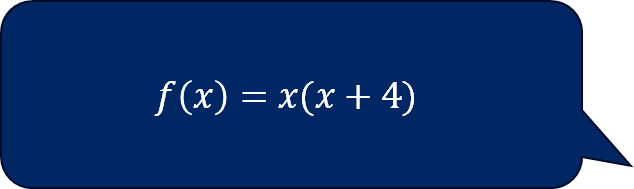 f(x) = x(x + 4)